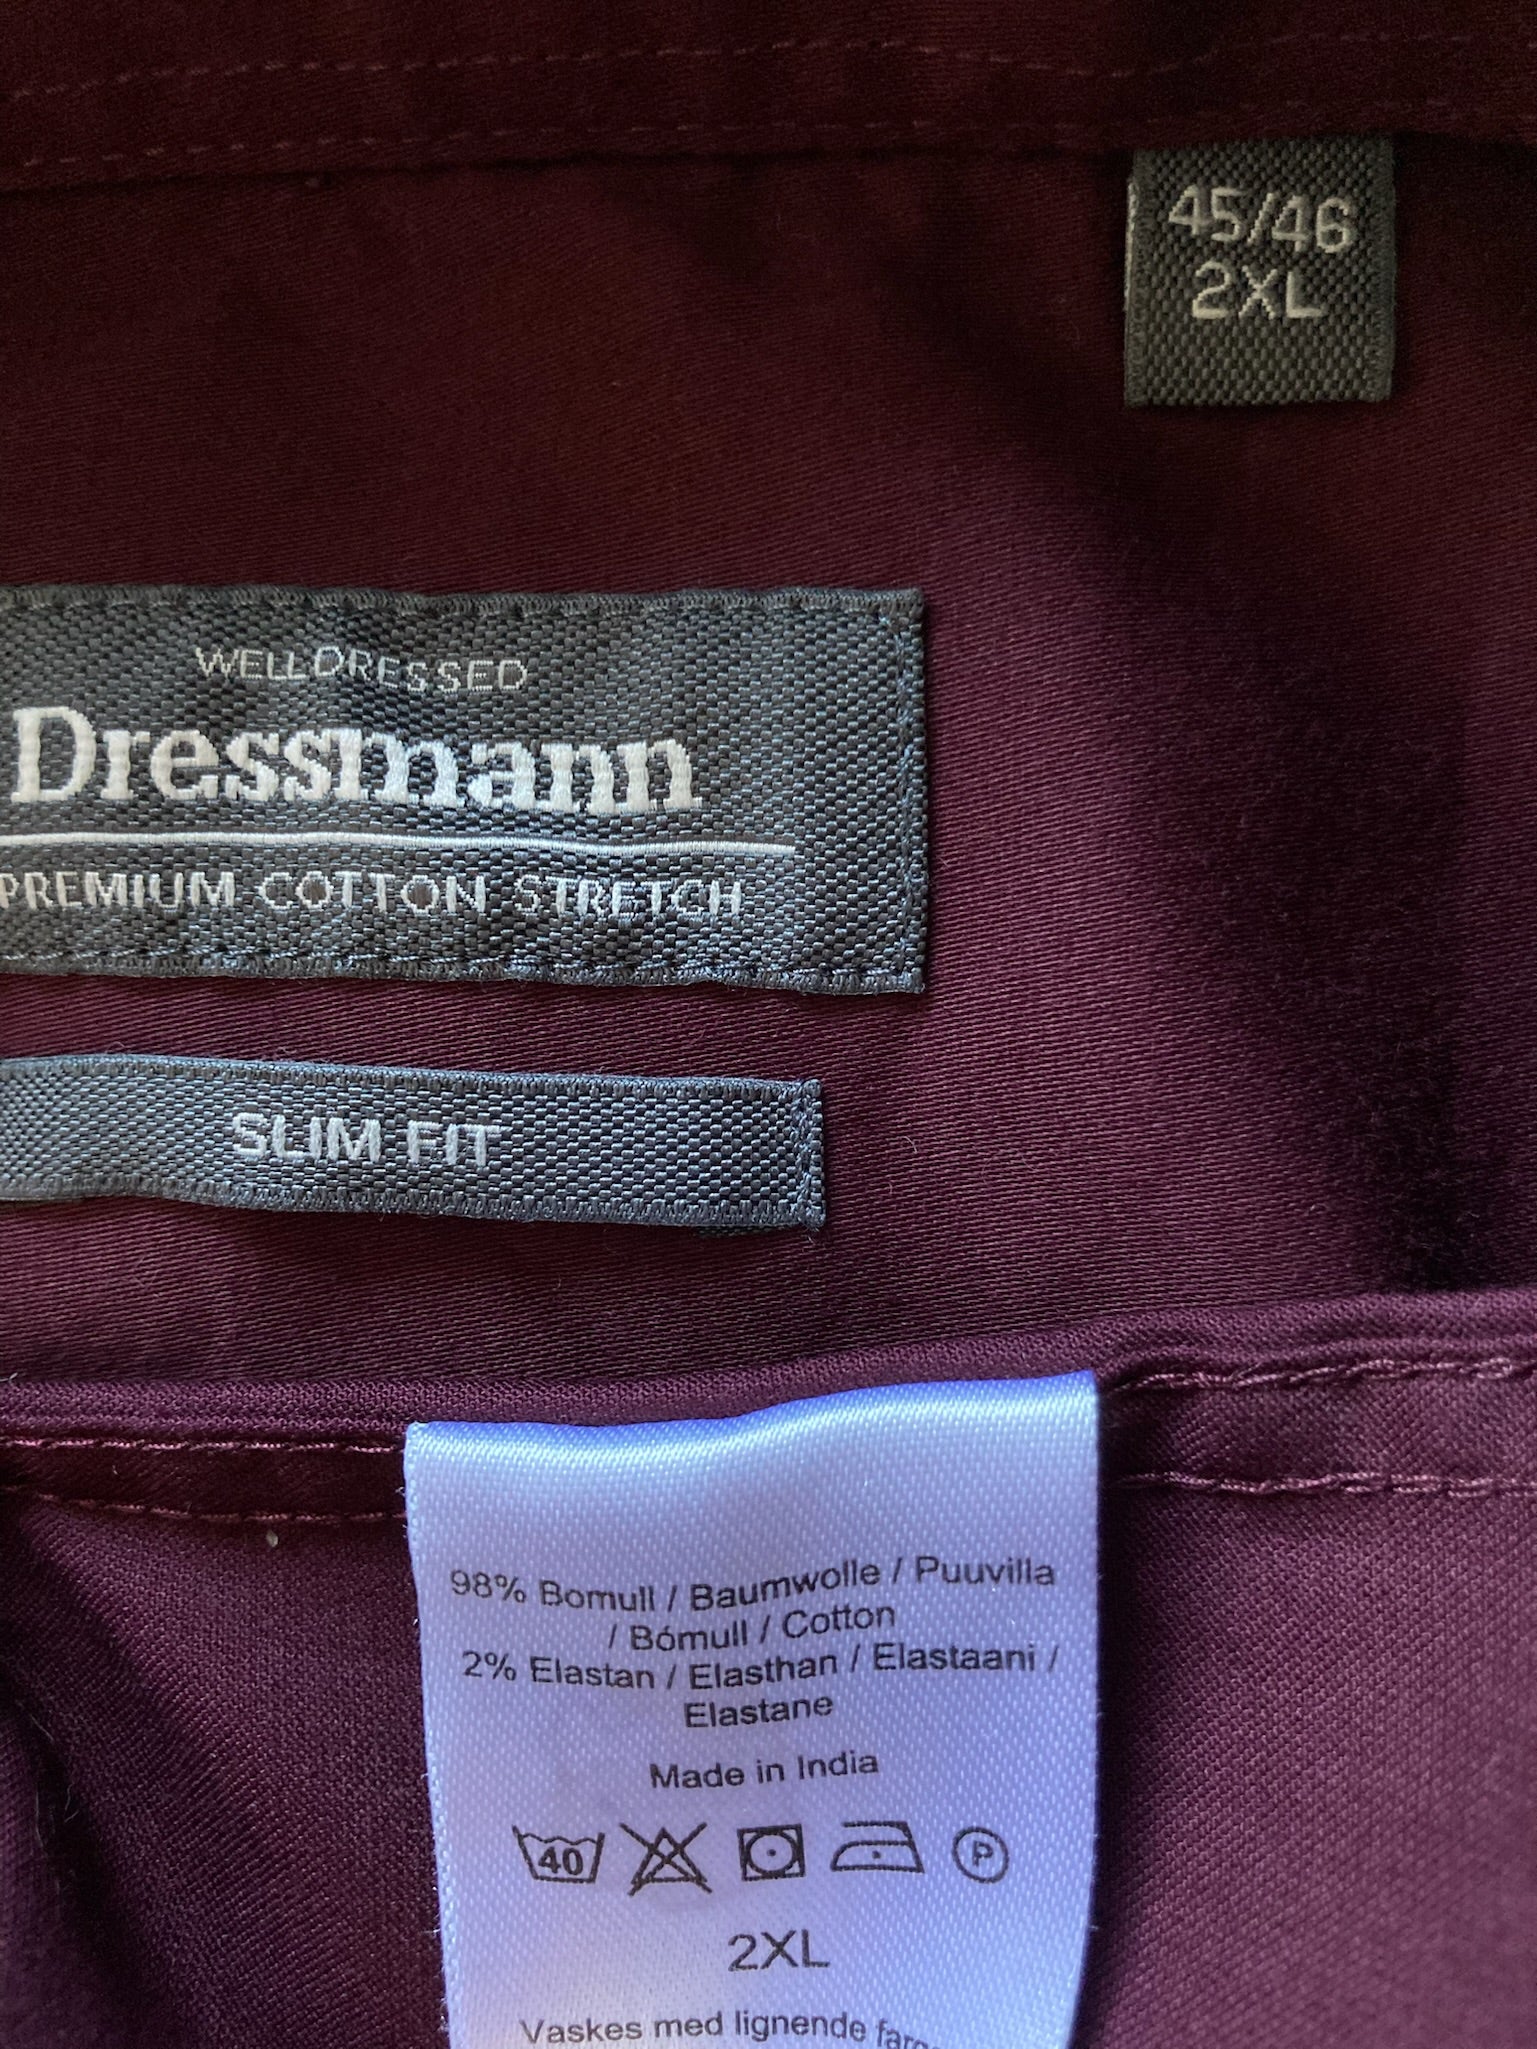 45/46
2XL
WELLDRESSED
Dressmann
PREMIUM COTTON STRETCH
SLIM FIT
98% Bomull / Baumwolle / Puuvilla
/ Bómull / Cotton
2% Elastan / Elasthan / Elastaani /
Elastane
Made in India
40
P
2XL
Vaskes med lignende